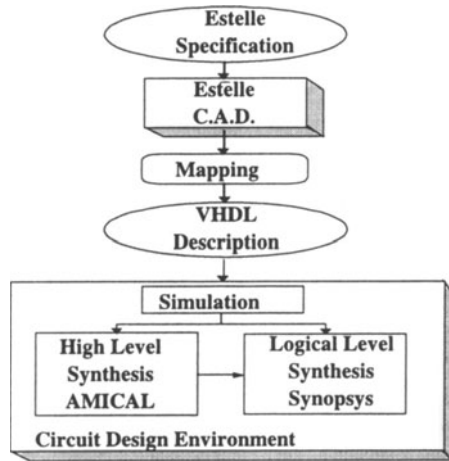 Estelle
Specification
Estelle
C.A.D.
Mapping
VHDL
Description
Simulation
High Level
Synthesis
AMICAL
Logical Level
Synthesis
Synopsys
Circuit Design Environment